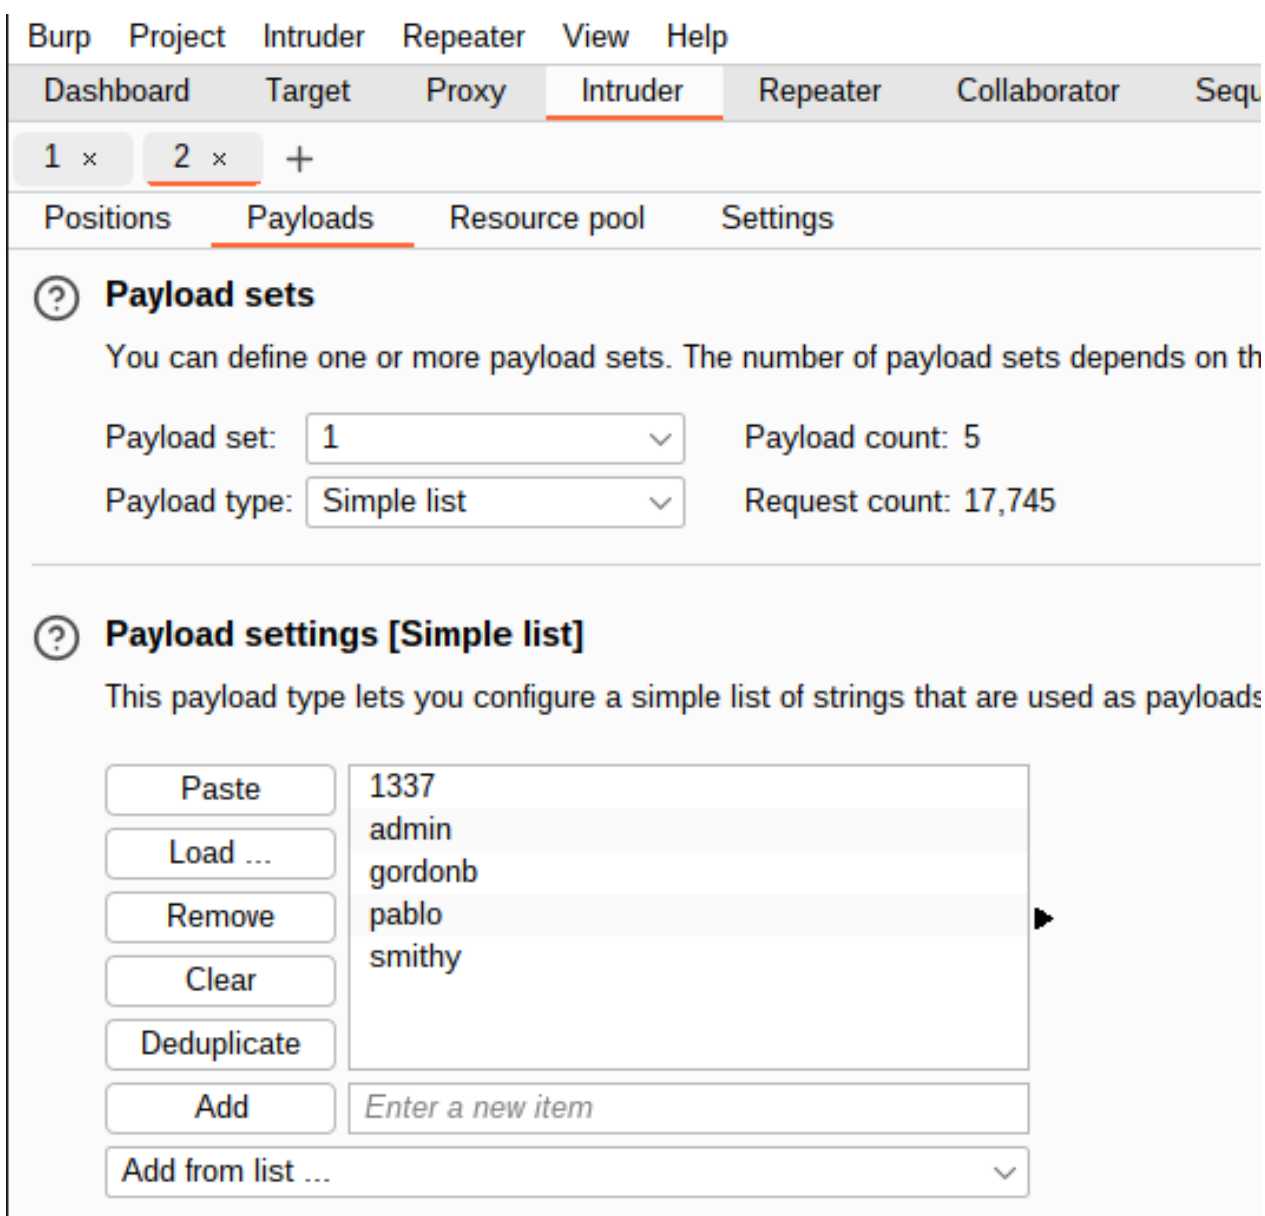 Burp Project Intruder Repeater View Help
Dashboard Target Proxy Intruder Repeater Collaborator Sequ
1 × 2 × +
Positions Payloads Resource pool Settings
? Payload sets
You can define one or more payload sets. The number of payload sets depends on th
Payload set: 1 Payload count: 5
Payload type: Simple list Request count: 17,745
? Payload settings [Simple list]
This payload type lets you configure a simple list of strings that are used as payloads
Paste 1337
admin
Load ... gordonb
Remove pablo
smithy
Clear
Deduplicate
Add Enter a new item
Add from list ...